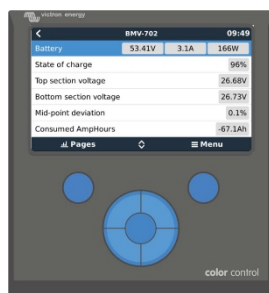 victron energy
< BMV-702 09:49
Battery 53.41V 3.1A 166W
State of charge 96%
Top section voltage 26.68V
Bottom section voltage 26.73V
Mid-point deviation 0.1%
Consumed AmpHours -67.1Ah
Pages Menu
color control